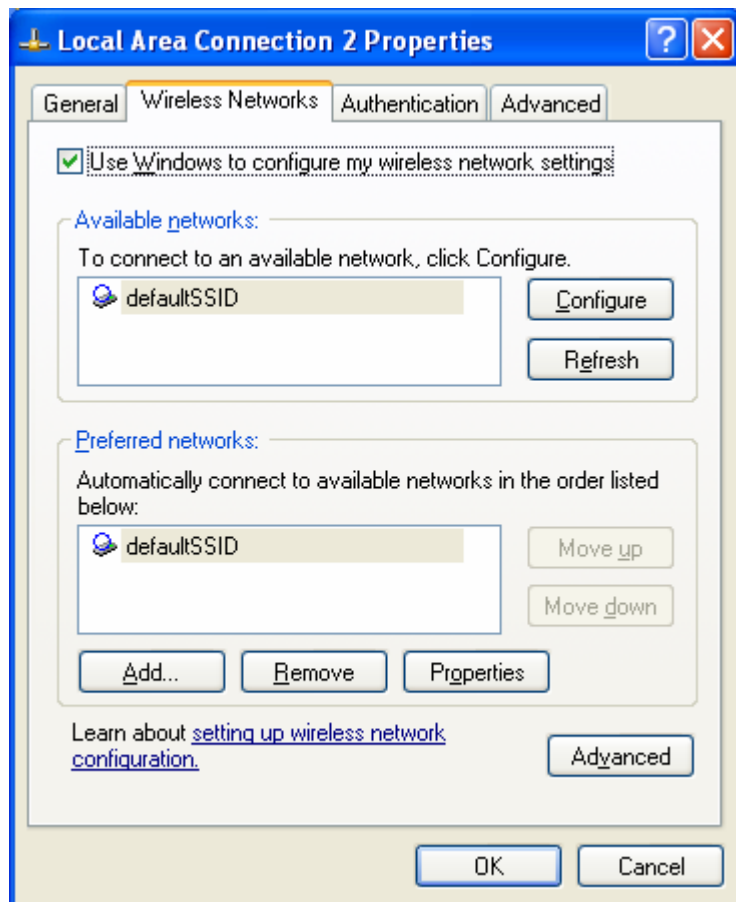 Local Area Connection 2 Properties
General
Wireless Networks
Authentication
Advanced
Use Windows to configure my wireless network settings
Available networks:
To connect to an available network, click Configure.
defaultSSID
Configure
Refresh
Preferred networks:
Automatically connect to available networks in the order listed
below:
defaultSSID
Move up
Move down
Add...
Remove
Properties
Learn about setting up wireless network
configuration.
Advanced
OK
Cancel